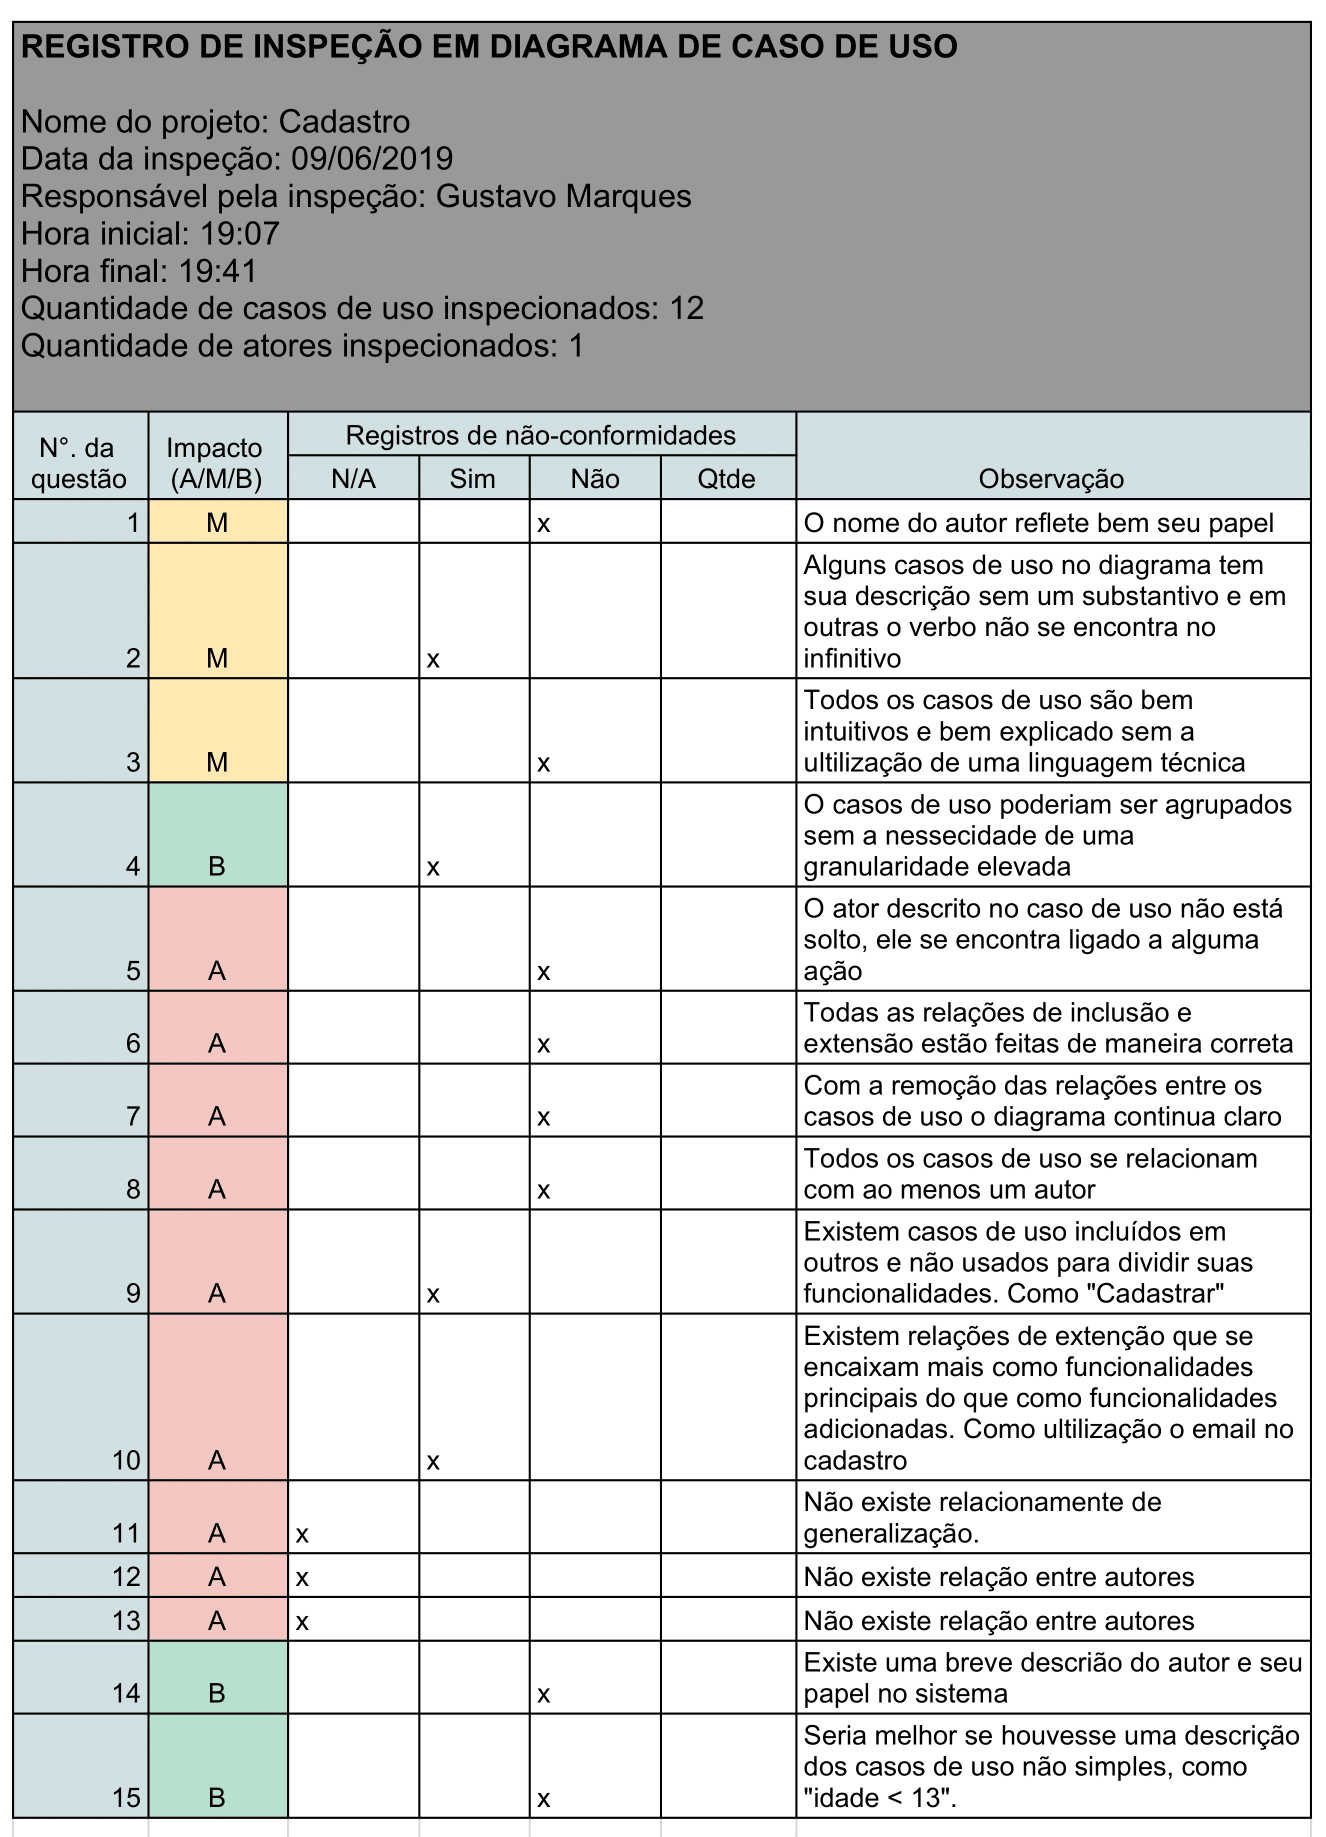 REGISTRO DE INSPEÇÃO EM DIAGRAMA DE CASO DE USO
Nome do projeto: Cadastro
Data da inspeção: 09/06/2019
Responsável pela inspeção: Gustavo Marques
Hora inicial: 19:07
Hora final: 19:41
Quantidade de casos de uso inspecionados: 12
Quantidade de atores inspecionados: 1
N°. da questão Impacto (A/M/B) Registros de não-conformidades Observação
N/A Sim Não Qtde
1 M x O nome do autor reflete bem seu papel
Alguns casos de uso no diagrama tem
sua descrição sem um substantivo e em
outras o verbo não se encontra no
2 M x infinitivo
Todos os casos de uso são bem
intuitivos e bem explicado sem a
3 M x ultilização de uma linguagem técnica
O casos de uso poderiam ser agrupados
sem a nessecidade de uma
4 B x granularidade elevada
O ator descrito no caso de uso não está
solto, ele se encontra ligado a alguma
5 A x ação
Todas as relações de inclusão e
6 A x extensão estão feitas de maneira correta
Com a remoção das relações entre os
7 A x casos de uso o diagrama continua claro
Todos os casos de uso se relacionam
8 A x com ao menos um autor
Existem casos de uso incluídos em
outros e não usados para dividir suas
9 A x funcionalidades. Como "Cadastrar"
Existem relações de extenção que se
encaixam mais como funcionalidades
principais do que como funcionalidades
adicionadas. Como ultilização o email no
10 A x cadastro
Não existe relacionamente de
11 A x generalização.
12 A x Não existe relação entre autores
13 A x Não existe relação entre autores
Existe uma breve descrião do autor e seu
14 B x papel no sistema
Seria melhor se houvesse uma descrição
dos casos de uso não simples, como
15 B x "idade < 13".